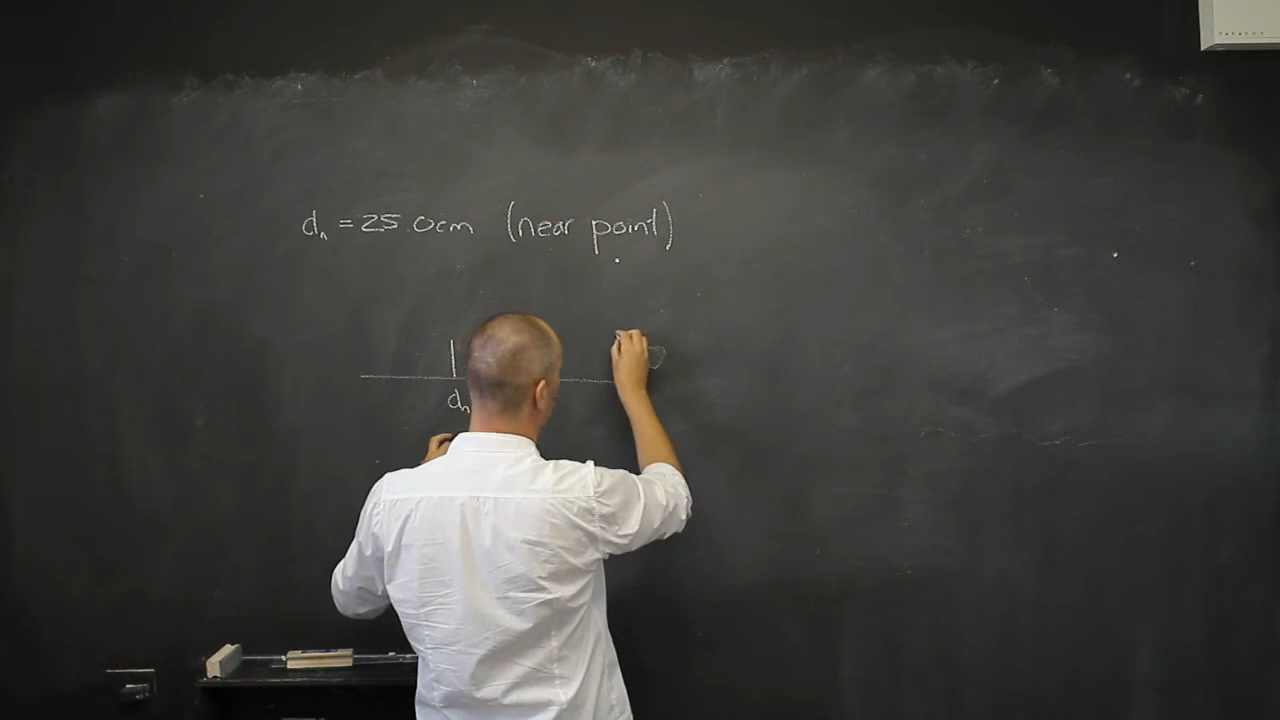 dₙ = 25.0cm (near point)
dₙ